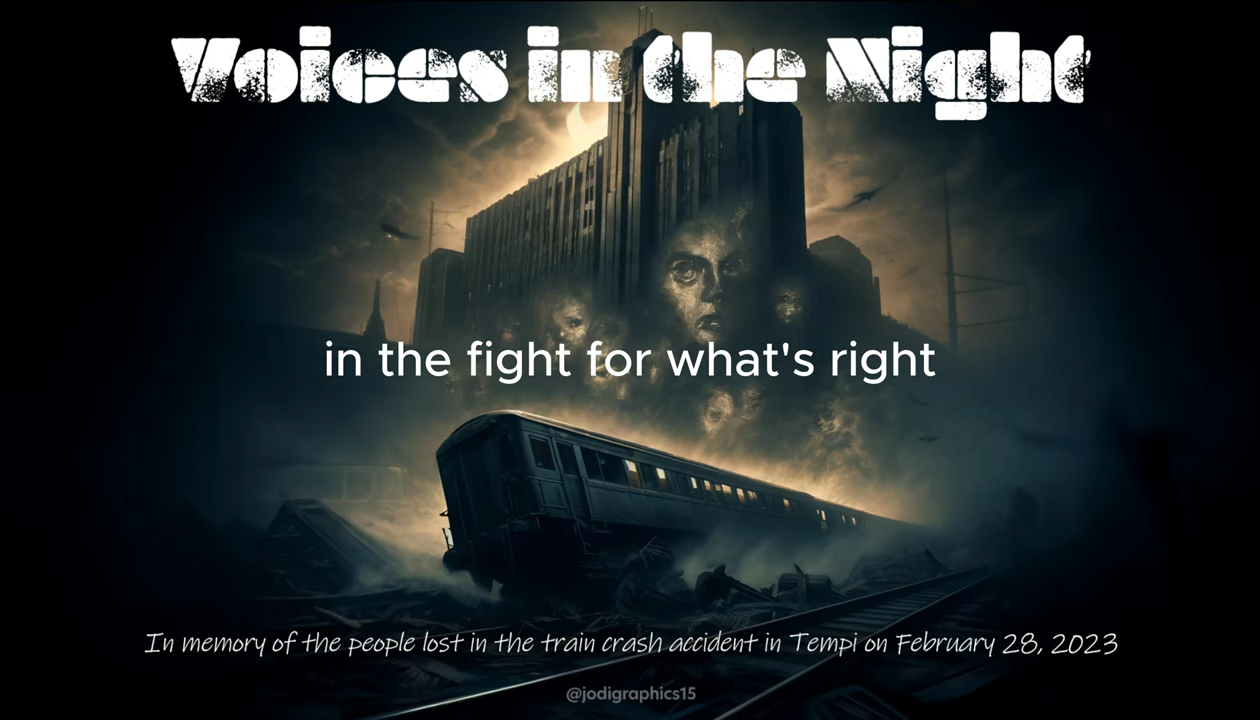 Voices in the Night
in the fight for what's right
In memory of the people lost in the train crash accident in Tempi on February 28, 2023
@jodigraphics15